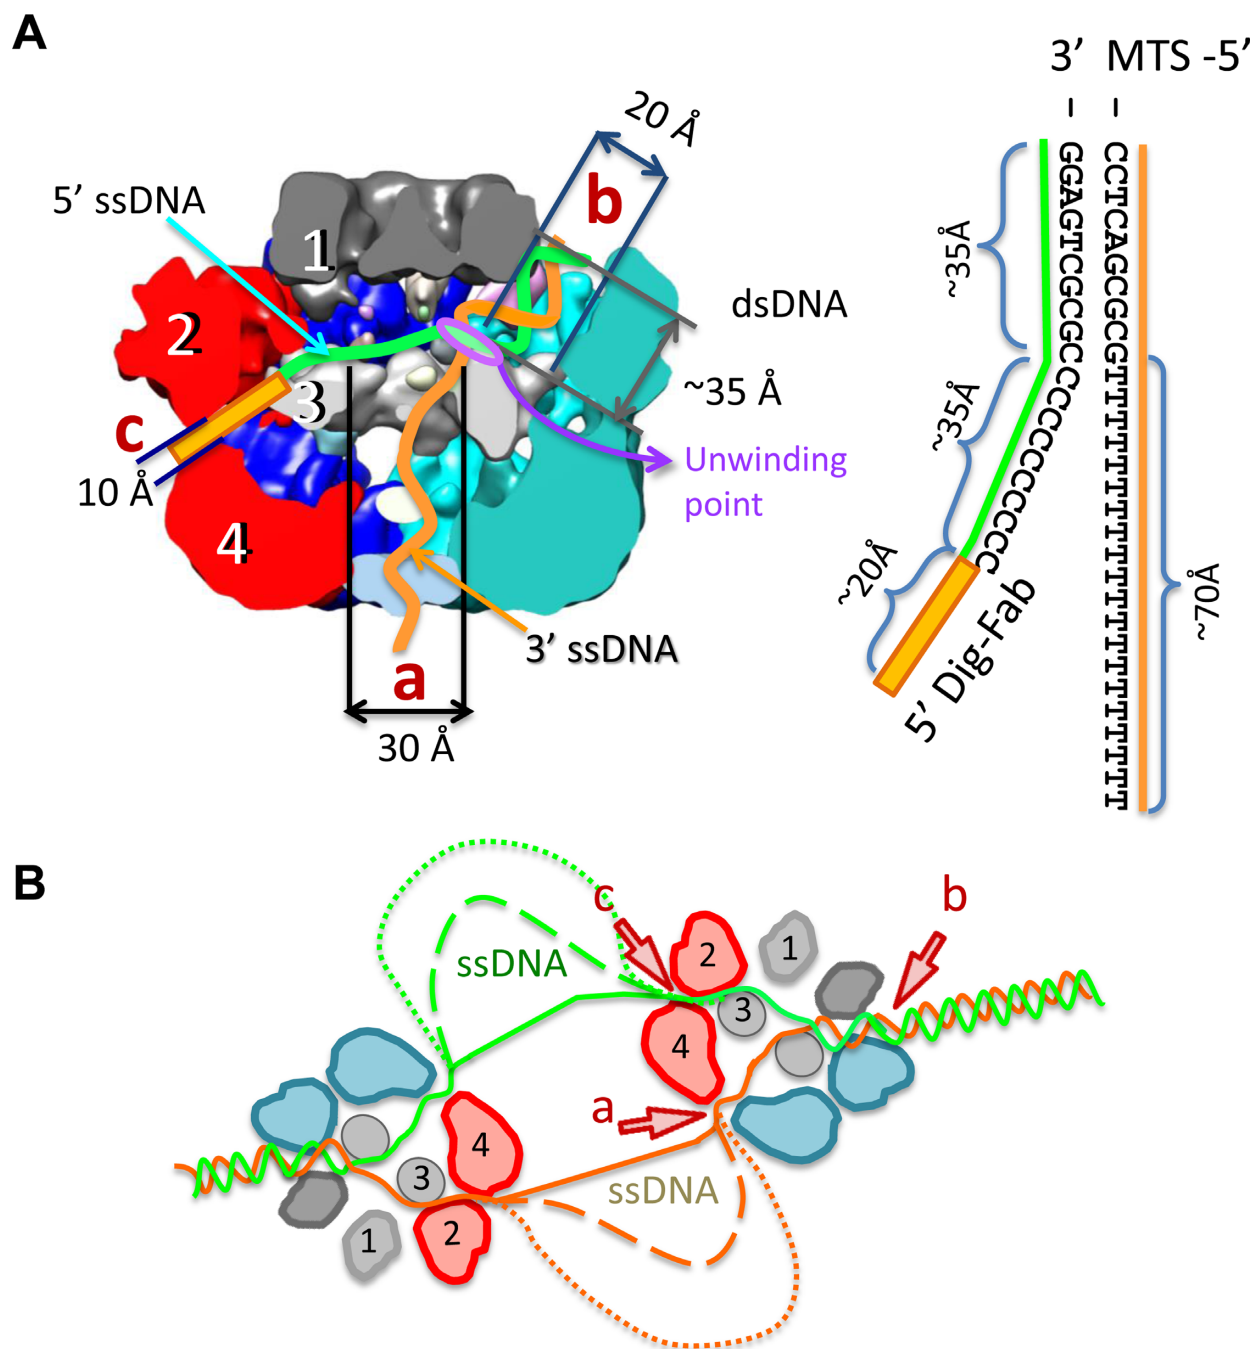 A
3’ MTS -5’
20 Å
b
5’ ssDNA
1
2
3
4
c
10 Å
dsDNA
~35 Å
Unwinding
point
3’ ssDNA
a
30 Å
~35Å
~35Å
~20Å
GGAGTCGCGCCCCCCCCCCC
5’ Dig-Fab
CCTCAGCGCGTTTTTTTTTTTTTTTTTTTT
~70Å
B
c
b
ssDNA
2
1
3
4
a
4
3
ssDNA
2
1